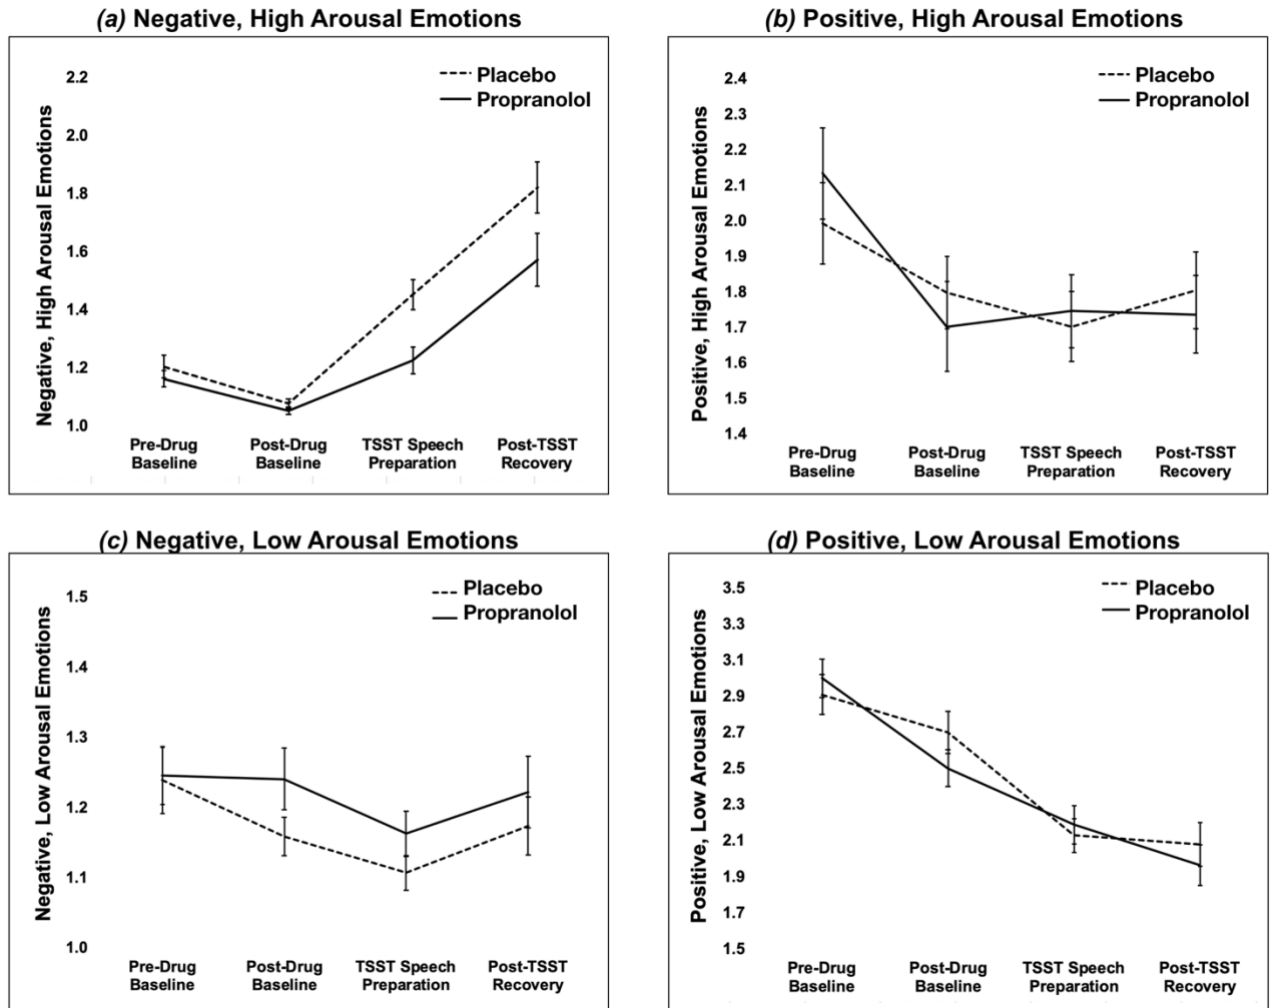 (a) Negative, High Arousal Emotions
Negative, High Arousal Emotions
2.2
2.0
1.8
1.6
1.4
1.2
1.0
Placebo
Propranolol
Pre-Drug
Baseline
Post-Drug
Baseline
TSST Speech
Preparation
Post-TSST
Recovery
(b) Positive, High Arousal Emotions
Positive, High Arousal Emotions
2.4
2.3
2.2
2.1
2.0
1.9
1.8
1.7
1.6
1.5
1.4
Placebo
Propranolol
Pre-Drug
Baseline
Post-Drug
Baseline
TSST Speech
Preparation
Post-TSST
Recovery
(c) Negative, Low Arousal Emotions
Negative, Low Arousal Emotions
1.5
1.4
1.3
1.2
1.1
1.0
Placebo
Propranolol
Pre-Drug
Baseline
Post-Drug
Baseline
TSST Speech
Preparation
Post-TSST
Recovery
(d) Positive, Low Arousal Emotions
Positive, Low Arousal Emotions
3.5
3.3
3.1
2.9
2.7
2.5
2.3
2.1
1.9
1.7
1.5
Placebo
Propranolol
Pre-Drug
Baseline
Post-Drug
Baseline
TSST Speech
Preparation
Post-TSST
Recovery